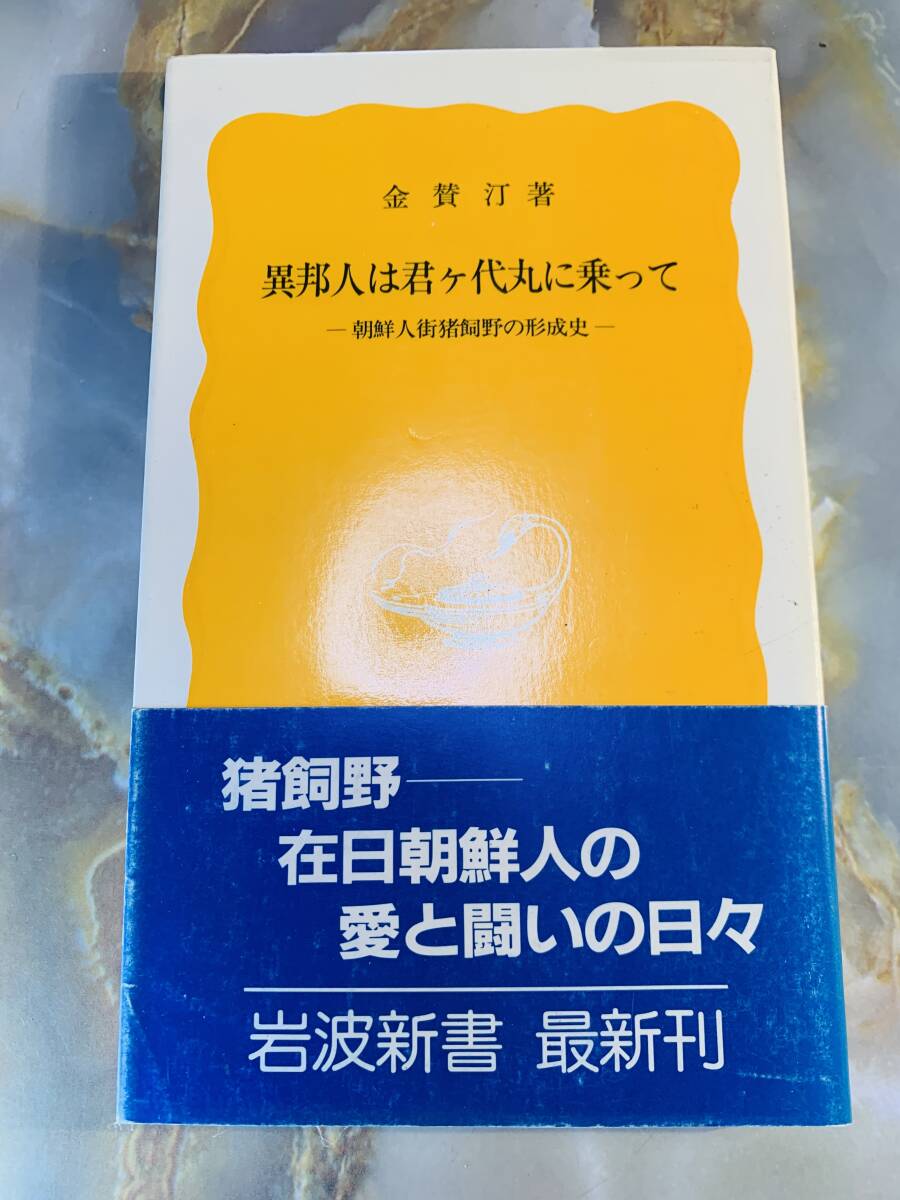 金賛汀著
異邦人は君ヶ代丸に乗って
―朝鮮人街猪飼野の形成史―
猪飼野――
在日朝鮮人の
愛と闘いの日々
岩波新書 最新刊